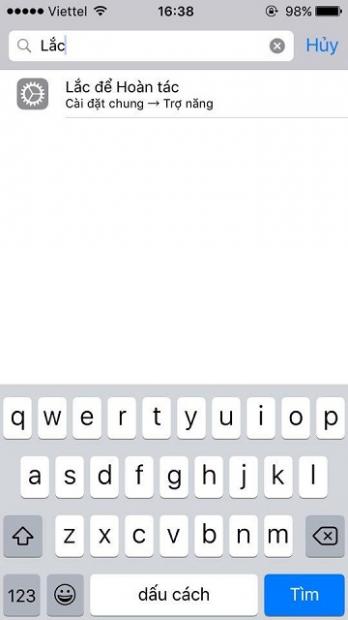 Viettel 16:38 98%
Lắc Hủy
Lắc để Hoàn tác
Cài đặt chung → Trợ năng
q w e r t y u i o p
a s d f g h j k l
z x c v b n m
123 dấu cách Tìm